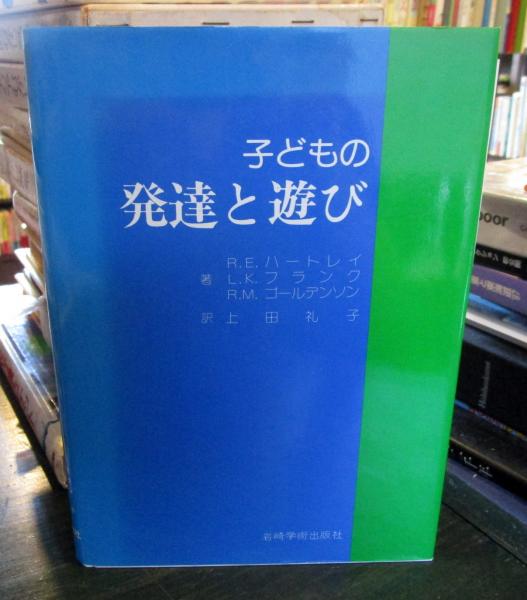 子どもの
発達と遊び
R.E. ハートレイ
著 L.K. フランク
R.M. ゴールデンソン
訳 上田礼子
岩崎学術出版社
社
poor